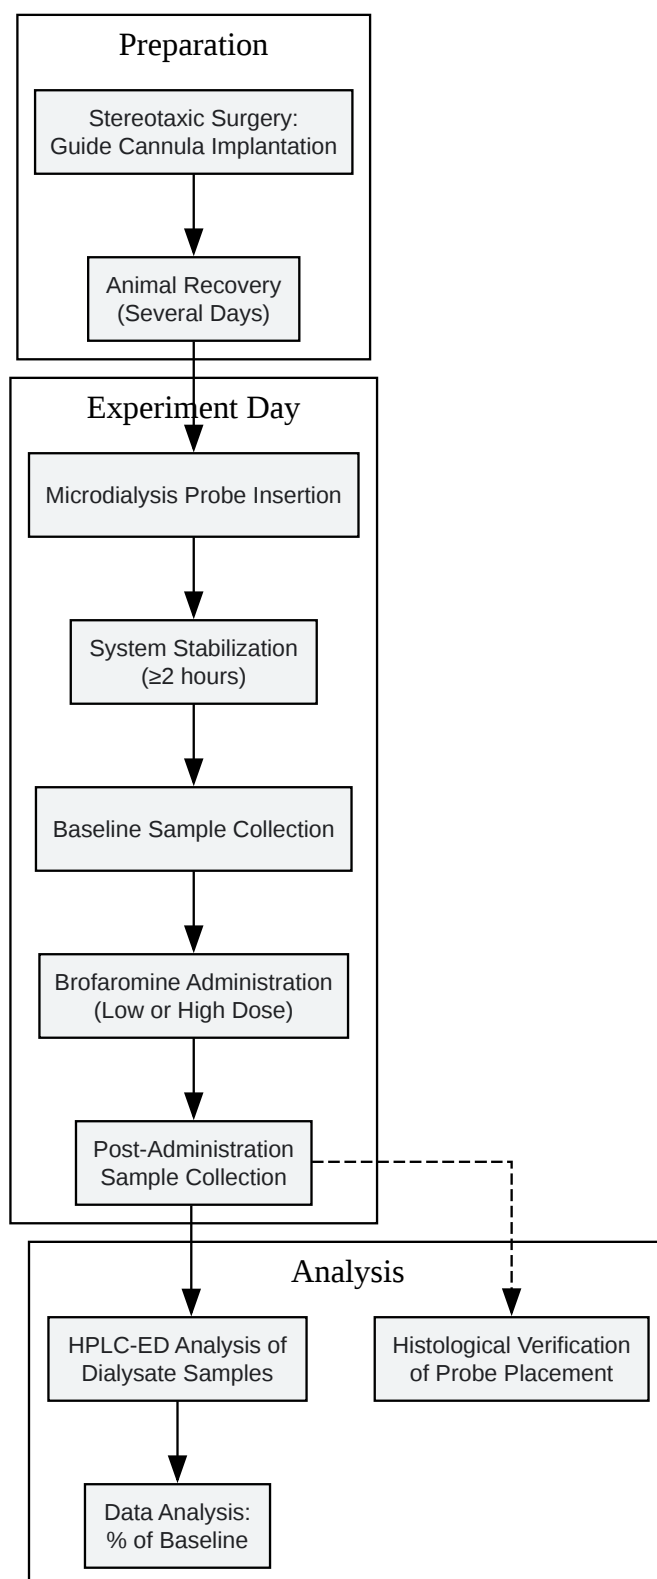 Preparation
Stereotaxic Surgery:
Guide Cannula Implantation
Animal Recovery
(Several Days)
Experiment Day
Microdialysis Probe Insertion
System Stabilization
(≥2 hours)
Baseline Sample Collection
Brofaromine Administration
(Low or High Dose)
Post-Administration
Sample Collection
Analysis
HPLC-ED Analysis of
Dialysate Samples
Histological Verification
of Probe Placement
Data Analysis:
% of Baseline